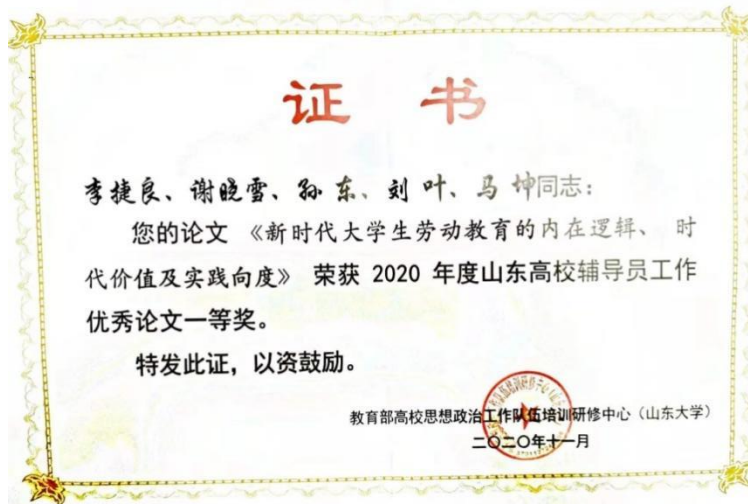 证 书
李捷良、谢晓雪、孙 东、刘 叶、马 坤同志：
您的论文 《新时代大学生劳动教育的内在逻辑、 时
代价值及实践向度》 荣获 2020 年度山东高校辅导员工作
优秀论文一等奖。
特发此证，以资鼓励。
教育部高校思想政治工作队伍培训研修中心（山东大学）
二〇二〇年十一月